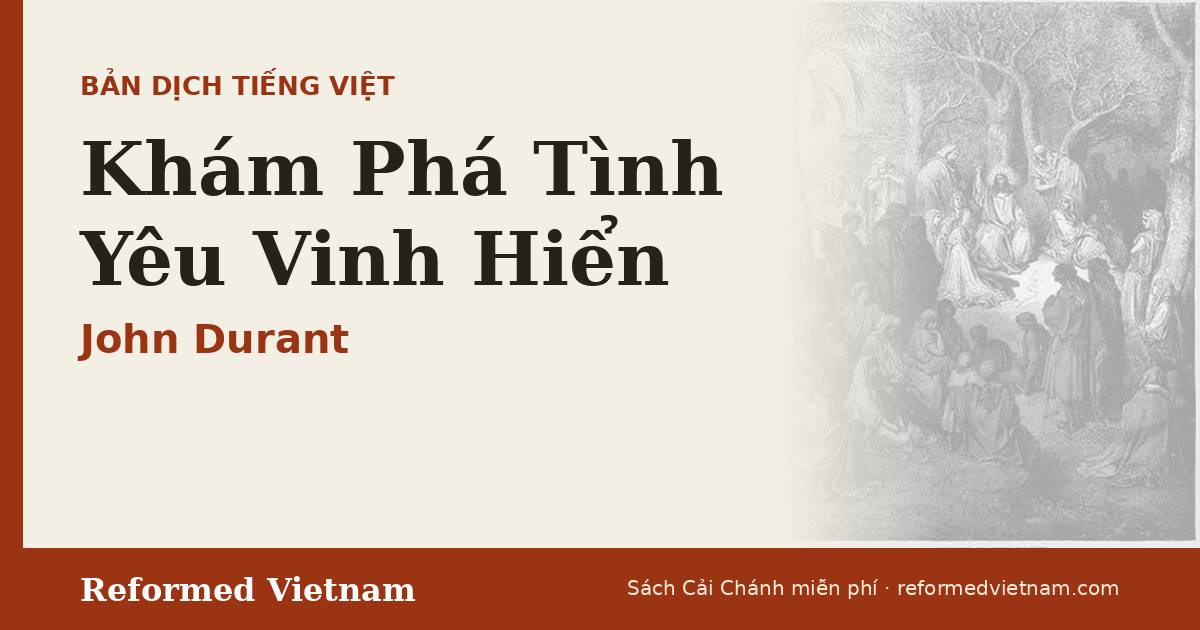 BẢN DỊCH TIẾNG VIỆT
Khám Phá Tình
Yêu Vinh Hiển
John Durant
Reformed Vietnam
Sách Cải Chánh miễn phí · reformedvietnam.com